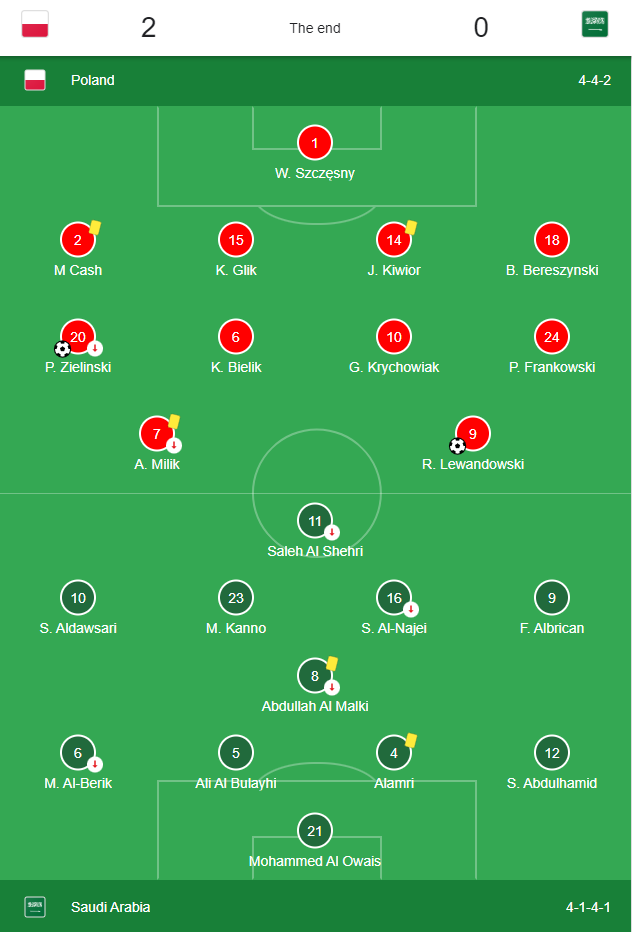 2 The end 0
Poland 4-4-2
1
W. Szczęsny
2 15 14 18
M Cash K. Glik J. Kiwior B. Bereszynski
20 6 10 24
P. Zielinski K. Bielik G. Krychowiak P. Frankowski
7 9
A. Milik R. Lewandowski
11
Saleh Al Shehri
10 23 16 9
S. Aldawsari M. Kanno S. Al-Najei F. Albrican
8
Abdullah Al Malki
6 5 4 12
M. Al-Berik Ali Al Bulayhi Alamri S. Abdulhamid
21
Mohammed Al Owais
Saudi Arabia 4-1-4-1